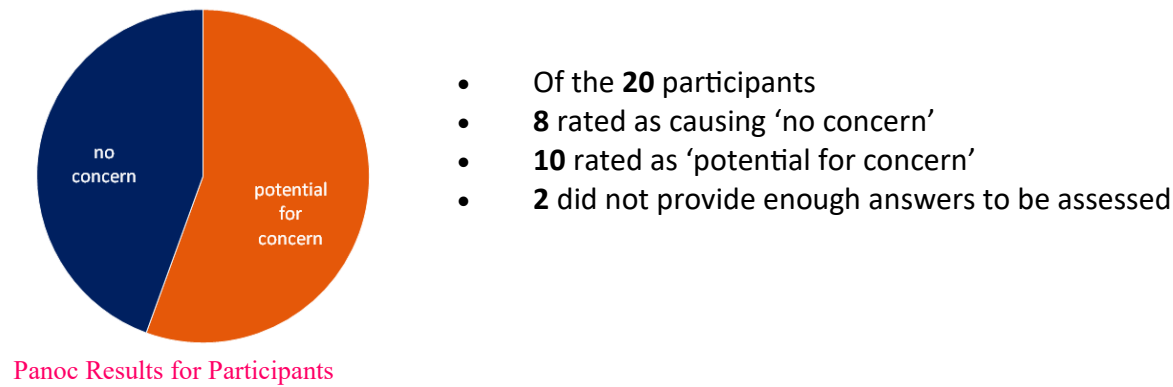 no
concern
potential
for
concern
Panoc Results for Participants
• Of the 20 participants
• 8 rated as causing ‘no concern’
• 10 rated as ‘potential for concern’
• 2 did not provide enough answers to be assessed